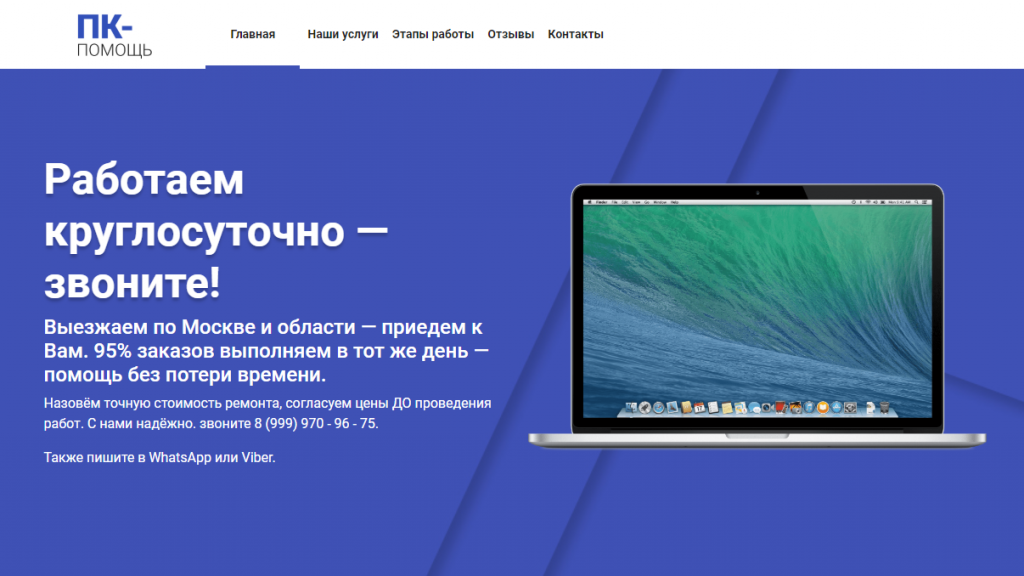 ПК-
ПОМОЩЬ
Главная
Наши услуги
Этапы работы
Отзывы
Контакты
Работаем
круглосуточно —
звоните!
Выезжаем по Москве и области — приедем к
Вам. 95% заказов выполняем в тот же день —
помощь без потери времени.
Назовём точную стоимость ремонта, согласуем цены ДО проведения
работ. С нами надёжно. звоните 8 (999) 970 - 96 - 75.
Также пишите в WhatsApp или Viber.